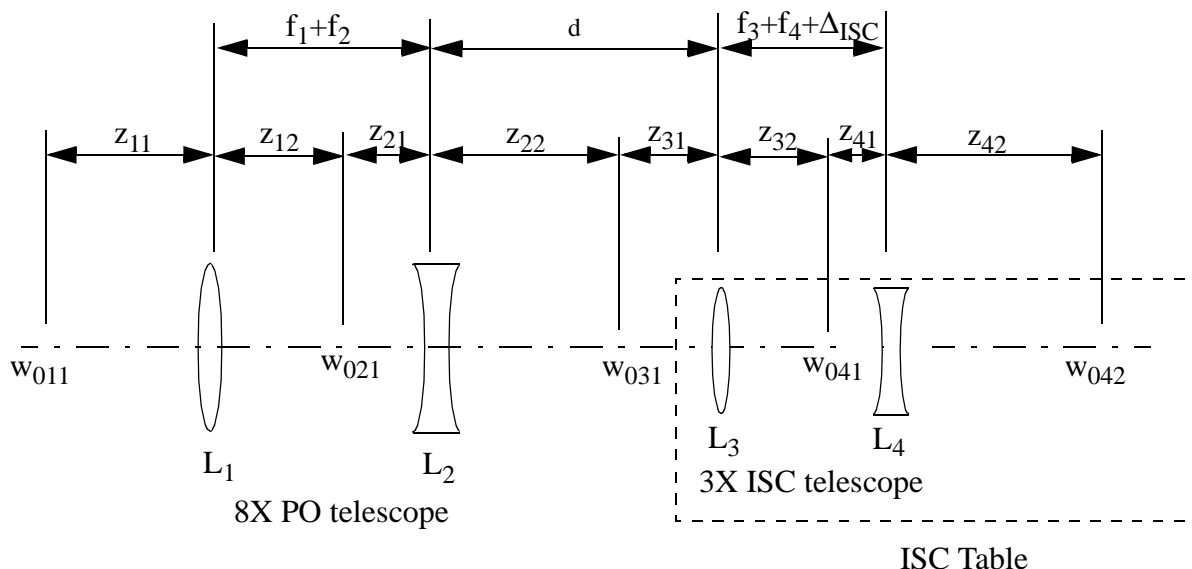 f₁+f₂
d
f₃+f₄+Δ_ISC
z₁₁
z₁₂
z₂₁
z₂₂
z₃₁
z₃₂
z₄₁
z₄₂
w₀₁₁
w₀₂₁
w₀₃₁
w₀₄₁
w₀₄₂
L₁
L₂
L₃
L₄
8X PO telescope
3X ISC telescope
ISC Table